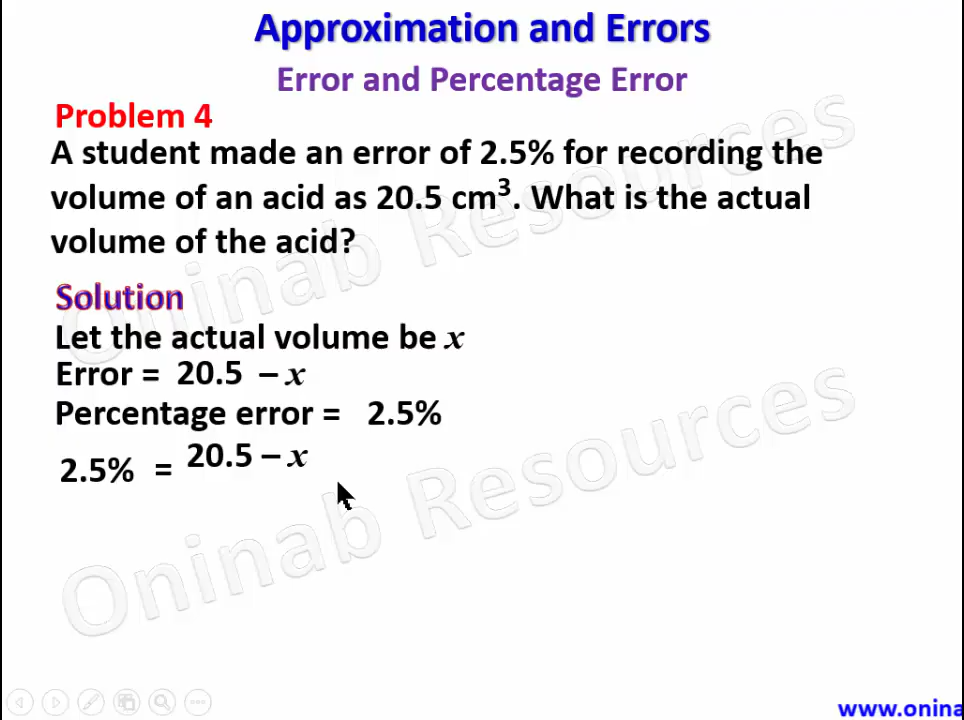 Approximation and Errors
Error and Percentage Error
Problem 4
A student made an error of 2.5% for recording the
volume of an acid as 20.5 cm³. What is the actual
volume of the acid?
Solution
Let the actual volume be x
Error = 20.5 – x
Percentage error = 2.5%
2.5% = 20.5 – x
Oninab Resources
Oninab Resources
www.onina